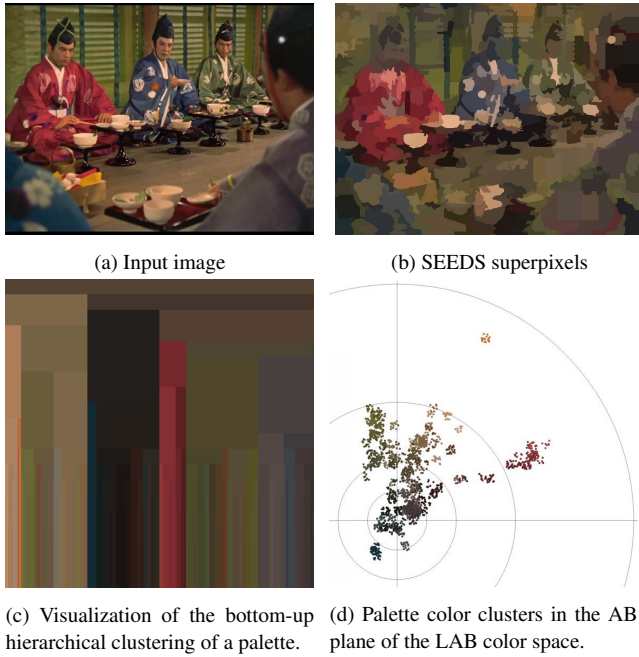 (a) Input image
(b) SEEDS superpixels
(c) Visualization of the bottom-up
hierarchical clustering of a palette.
(d) Palette color clusters in the AB
plane of the LAB color space.